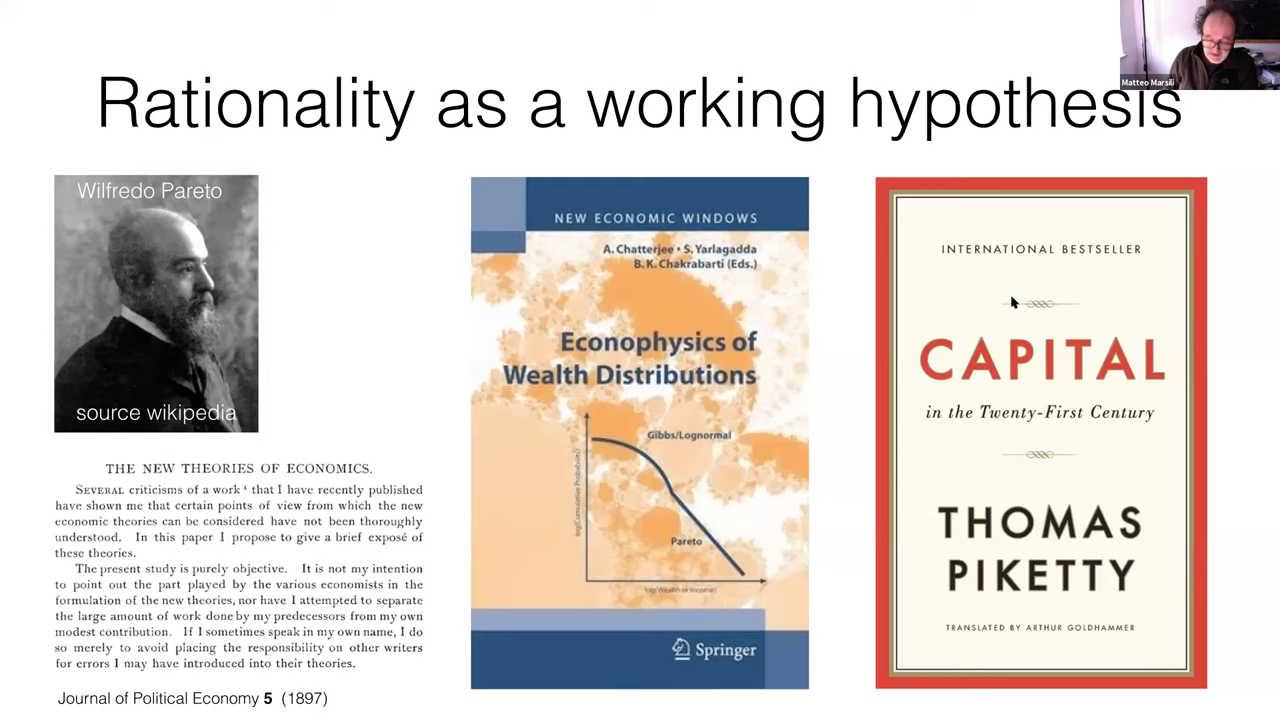 Matteo Marsili
Rationality as a working hypothesis
Wilfredo Pareto
source wikipedia
THE NEW THEORIES OF ECONOMICS.
SEVERAL criticisms of a work ¹ that I have recently published
have shown me that certain points of view from which the new
economic theories can be considered have not been thoroughly
understood. In this paper I propose to give a brief exposé of
these theories.
The present study is purely objective. It is not my intention
to point out the part played by the various economists in the
formulation of the new theories, nor have I attempted to separate
the large amount of work done by my predecessors from my own
modest contribution. If I sometimes speak in my own name, I do
so merely to avoid placing the responsibility on other writers
for errors I may have introduced into their theories.
Journal of Political Economy 5 (1897)
NEW ECONOMIC WINDOWS
A. Chatterjee • S. Yarlagadda
B. K. Chakrabarti (Eds.)
Econophysics of
Wealth Distributions
Gibbs/Lognormal
log(Cumulative Probability)
Pareto
log(Wealth or Income)
Springer
INTERNATIONAL BESTSELLER
CAPITAL
in the Twenty-First Century
THOMAS
PIKETTY
TRANSLATED BY ARTHUR GOLDHAMMER